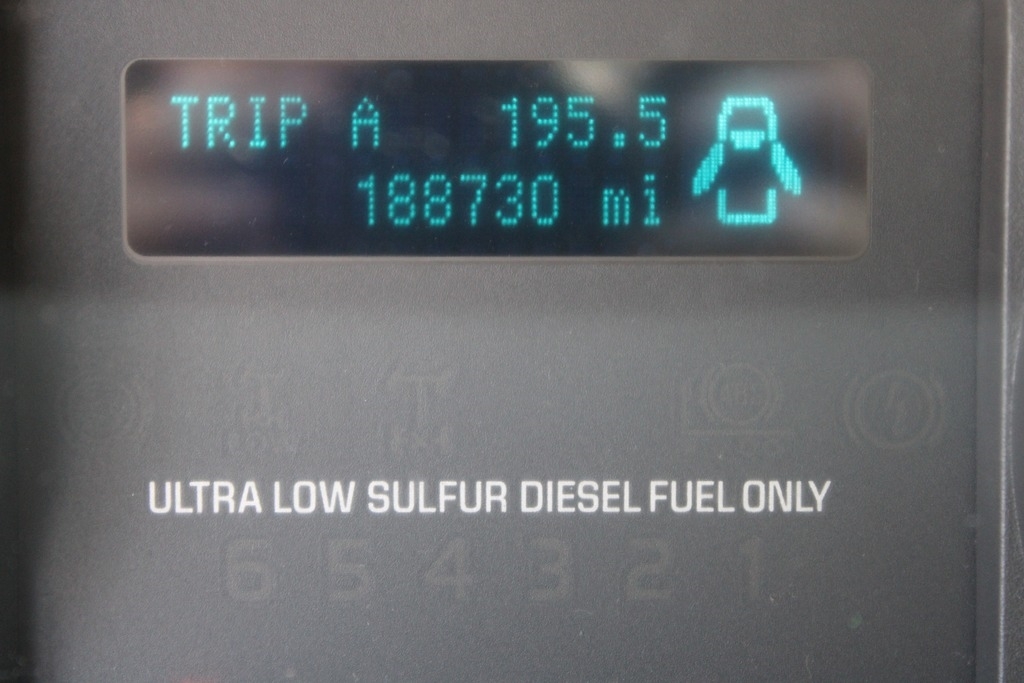 TRIP A 195.5
188730 mi
ULTRA LOW SULFUR DIESEL FUEL ONLY
6 5 4 3 2 1